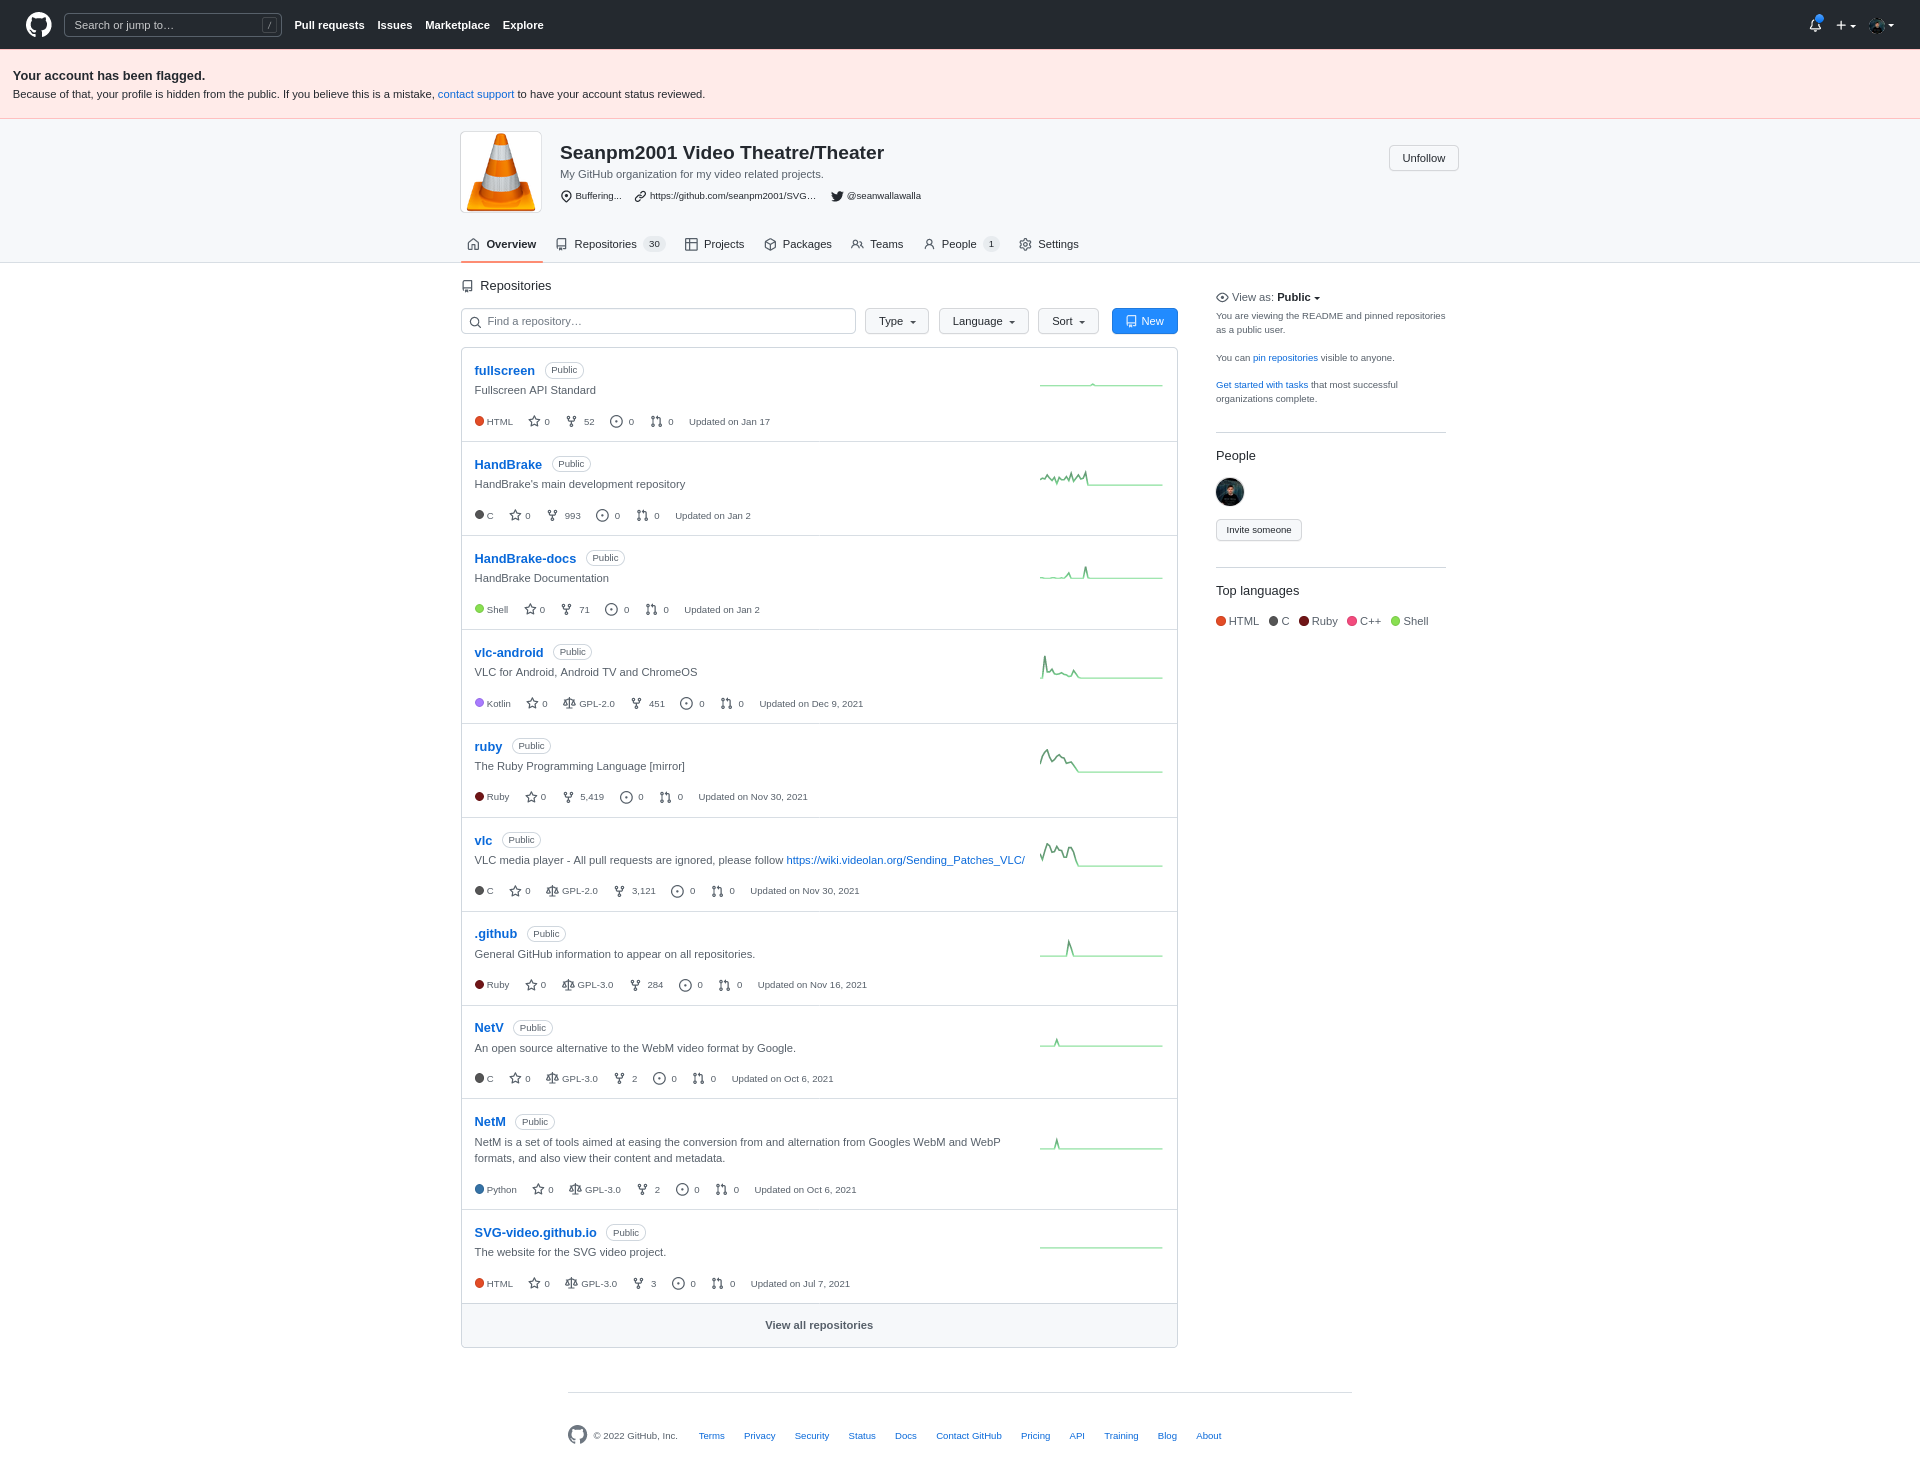 Search or jump to… /
Pull requests Issues Marketplace Explore
Your account has been flagged.
Because of that, your profile is hidden from the public. If you believe this is a mistake, contact support to have your account status reviewed.
Seanpm2001 Video Theatre/Theater
Unfollow
My GitHub organization for my video related projects.
Buffering... https://github.com/seanpm2001/SVG… @seanwallawalla
Overview Repositories 30 Projects Packages Teams People 1 Settings
Repositories
Find a repository…
Type Language Sort New
fullscreen Public
Fullscreen API Standard
HTML 0 52 0 0 Updated on Jan 17
HandBrake Public
HandBrake's main development repository
C 0 993 0 0 Updated on Jan 2
HandBrake-docs Public
HandBrake Documentation
Shell 0 71 0 0 Updated on Jan 2
vlc-android Public
VLC for Android, Android TV and ChromeOS
Kotlin 0 GPL-2.0 451 0 0 Updated on Dec 9, 2021
ruby Public
The Ruby Programming Language [mirror]
Ruby 0 5,419 0 0 Updated on Nov 30, 2021
vlc Public
VLC media player - All pull requests are ignored, please follow https://wiki.videolan.org/Sending_Patches_VLC/
C 0 GPL-2.0 3,121 0 0 Updated on Nov 30, 2021
.github Public
General GitHub information to appear on all repositories.
Ruby 0 GPL-3.0 284 0 0 Updated on Nov 16, 2021
NetV Public
An open source alternative to the WebM video format by Google.
C 0 GPL-3.0 2 0 0 Updated on Oct 6, 2021
NetM Public
NetM is a set of tools aimed at easing the conversion from and alternation from Googles WebM and WebP
formats, and also view their content and metadata.
Python 0 GPL-3.0 2 0 0 Updated on Oct 6, 2021
SVG-video.github.io Public
The website for the SVG video project.
HTML 0 GPL-3.0 3 0 0 Updated on Jul 7, 2021
View all repositories
View as: Public
You are viewing the README and pinned repositories
as a public user.
You can pin repositories visible to anyone.
Get started with tasks that most successful
organizations complete.
People
Invite someone
Top languages
HTML C Ruby C++ Shell
© 2022 GitHub, Inc. Terms Privacy Security Status Docs Contact GitHub Pricing API Training Blog About